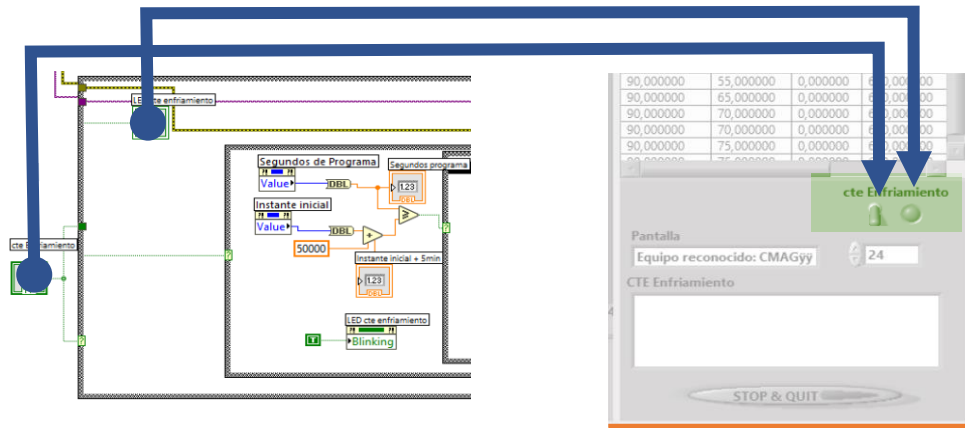 LED cte enfriamiento
Segundos de Programa
Value
DBL
Segundos programa
1.23
DBL
Instante inicial
Value
DBL
50000
Instante inicial + 5min
1.23
DBL
LED cte enfriamiento
Blinking
T
cte Enfriamiento
90,000000 55,000000 0,000000
90,000000 65,000000 0,000000
90,000000 70,000000 0,000000
90,000000 70,000000 0,000000
90,000000 75,000000 0,000000
cte Enfriamiento
Pantalla
Equipo reconocido: CMAGÿÿ
24
CTE Enfriamiento
STOP & QUIT